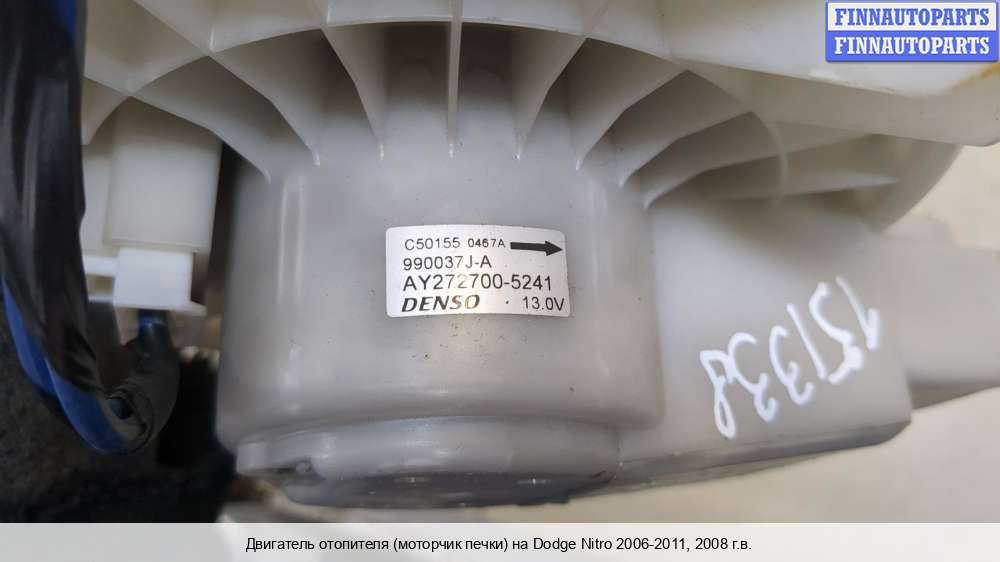 FINNAUTOPARTS
FINNAUTOPARTS
C50155 0467A
990037J-A
AY272700-5241
DENSO · 13.0V
Двигатель отопителя (моторчик печки) на Dodge Nitro 2006-2011, 2008 г.в.